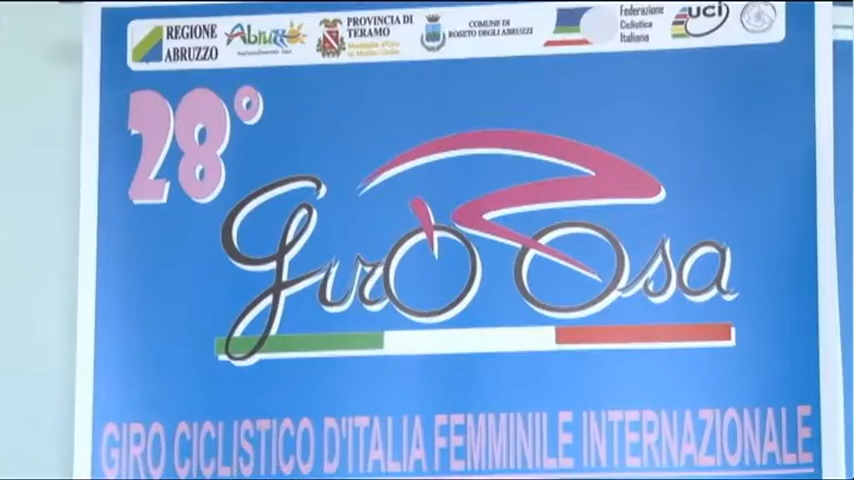 REGIONE
ABRUZZO
Abruzzo
PROVINCIA DI
TERAMO
COMUNE DI
ROSETO DEGLI ABRUZZI
Federazione
Ciclistica
Italiana
UCI
28°
GiroRosa
GIRO CICLISTICO D'ITALIA FEMMINILE INTERNAZIONALE